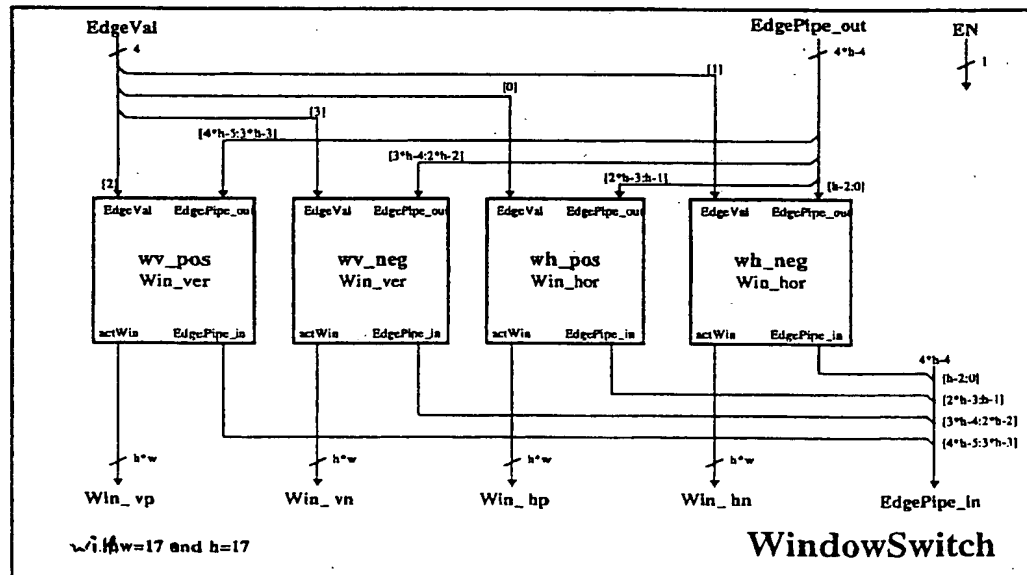 EdgeVal
EdgePipe_out
EN
4
4*h-4
1
[1]
[0]
[3]
[4*h-5:3*h-3]
[3*h-4:2*h-2]
[2*h-3:h-1]
[2]
[h-2:0]
EdgeVal EdgePipe_out
EdgeVal EdgePipe_out
EdgeVal EdgePipe_out
EdgeVal EdgePipe_out
wv_pos
Win_ver
wv_neg
Win_ver
wh_pos
Win_hor
wh_neg
Win_hor
actWin EdgePipe_in
actWin EdgePipe_in
actWin EdgePipe_in
actWin EdgePipe_in
4*h-4
[h-2:0]
[2*h-3:h-1]
[3*h-4:2*h-2]
[4*h-5:3*h-3]
h*w
h*w
h*w
h*w
Win_vp
Win_vn
Win_hp
Win_hn
EdgePipe_in
with w=17 and h=17
WindowSwitch